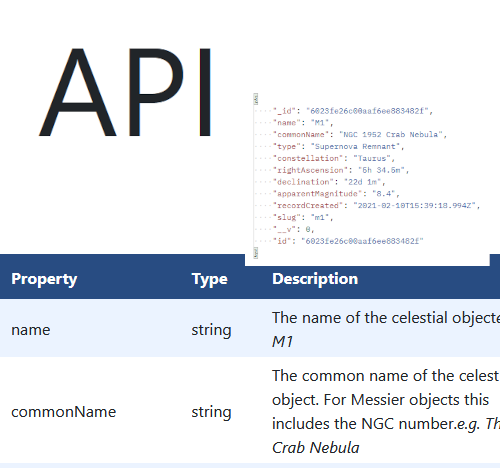 API
"_id": "6023fe26c00aaf6ee883482f",
"name": "M1",
"commonName": "NGC 1952 Crab Nebula",
"type": "Supernova Remnant",
"constellation": "Taurus",
"rightAscension": "5h 34.5m",
"declination": "22d 1m",
"apparentMagnitude": "8.4",
"recordCreated": "2021-02-10T15:39:18.994Z",
"slug": "m1",
"__v": 0,
"id": "6023fe26c00aaf6ee883482f"
Property Type Description
name string The name of the celestial objecte
M1
The common name of the celest
commonName string object. For Messier objects this
includes the NGC number.e.g. Th
Crab Nebula